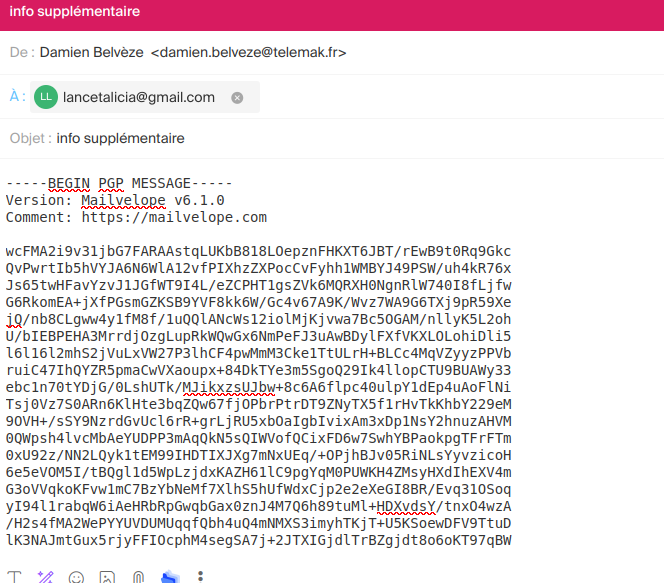 info supplémentaire
De : Damien Belvèze <damien.belveze@telemak.fr>
À : LL lancetalicia@gmail.com
Objet : info supplémentaire
-----BEGIN PGP MESSAGE-----
Version: Mailvelope v6.1.0
Comment: https://mailvelope.com
wcFMA2i9v31jbG7FARAAstqLUKbB818LOepznFHKXT6JBT/rEwB9t0Rq9Gkc
QvPwrtIb5hVYJA6N6WlA12vfPIXhzZXPocCvFyhh1WMBYJ49PSW/uh4kR76x
Js65twHFavYzvJ1JGfWT9I4L/eZCPHT1gsZVk6MQRXH0NgnRlW740I8fLjfw
G6RkomEA+jXfPGsmGZKSB9YVF8kk6W/Gc4v67A9K/Wvz7WA9G6TXj9pR59Xe
jQ/nb8CLgww4y1fM8f/1uQQlANcWs12iolMjKjvwa7Bc5OGAM/nllyK5L2oh
U/bIEBPEHA3MrrdjOzgLupRkWQwGx6NmPeFJ3uAwBDylFXfVKXLOLohiDli5
l6l16l2mhS2jVuLxVW27P3lhCF4pwMmM3Cke1TtULrH+BLCc4MqVZyyzPPVb
ruiC47IhQYZR5pmaCwVXaoupx+84DkTYe3m5SgoQ29Ik4llopCTU9BUAWy33
ebc1n70tYDjG/0LshUTk/MJikxzsUJbw+8c6A6flpc40ulpY1dEp4uAoFlNi
Tsj0Vz7S0ARn6KlHte3bqZQw67fjOPbrPtrDT9ZNyTX5f1rHvTkKhbY229eM
9OVH+/sSY9NzrdGvUcl6rR+grLjRU5xbOaIgbIvixAm3xDp1NsY2hnuzAHVM
0QWpsh4lvcMbAeYUDPP3mAqQkN5sQIWVofQCixFD6w7SwhYBPaokpgTFrFTm
0xU92z/NN2LQyk1tEM99IHDTIXJXg7mNxUEq/+OPjhBJv05RiNLsYyvzicoH
6e5eVOM5I/tBQgl1d5WpLzjdxKAZH61lC9pgYqM0PUWKH4ZMsyHXdIhEXV4m
G3oVVqkoKFvw1mC7BzYbNeMf7XlhS5hUfWdxCjp2e2eXeGI8BR/Evq31OSoq
yI94l1rabqW6iAeHRbRpGwqbGax0znJ4M7Q6h89tuMl+HDXvdsY/tnxO4wzA
/H2s4fMA2WePYYUVDUMUqqfQbh4uQ4mNMXS3imyhTKjT+U5KSoewDFV9TtuD
lK3NAJmtGux5rjyFFIOcphM4segSA7j+2JTXIGjdlTrBZgjdt8o6oKT97qBW